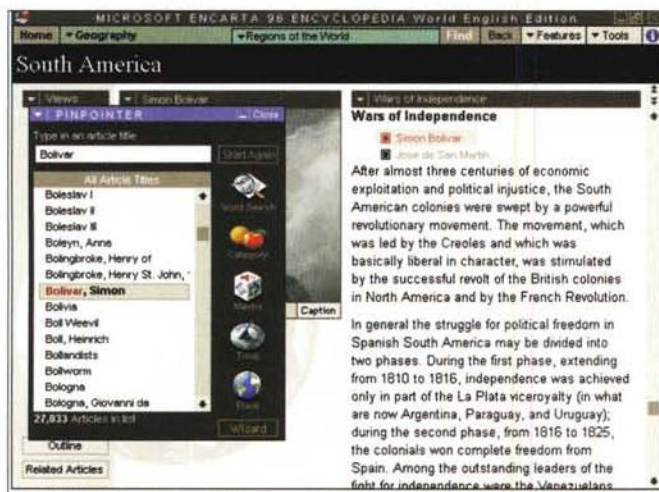 MICROSOFT ENCARTA 96 ENCYCLOPEDIA World English Edition
Home Geography Regions of the World Find Back Features Tools
South America
Views Simon Bolivar Wars of Independence
PINPOINTER Close
Type in an article title
Bolivar Start Again
All Article Titles
Boleslav I
Boleslav II
Boleslav III
Boleyn, Anne
Bolingbroke, Henry of
Bolingbroke, Henry St. John,
Bolivar, Simon
Bolivia
Boll Weevil
Boll, Heinrich
Bollandists
Bollworm
Bologna
Bologna, Giovanni da
27,033 Articles in list
Word Search
Category
Media
Time
Place
Wizard
Caption
Outline
Related Articles
Wars of Independence
Simon Bolivar
Jose de San Martin
After almost three centuries of economic
exploitation and political injustice, the South
American colonies were swept by a powerful
revolutionary movement. The movement, which
was led by the Creoles and which was
basically liberal in character, was stimulated
by the successful revolt of the British colonies
in North America and by the French Revolution.
In general the struggle for political freedom in
Spanish South America may be divided into
two phases. During the first phase, extending
from 1810 to 1816, independence was achieved
only in part of the La Plata viceroyalty (in what
are now Argentina, Paraguay, and Uruguay);
during the second phase, from 1816 to 1825,
the colonials won complete freedom from
Spain. Among the outstanding leaders of the
fight for independence were the Venezuelans